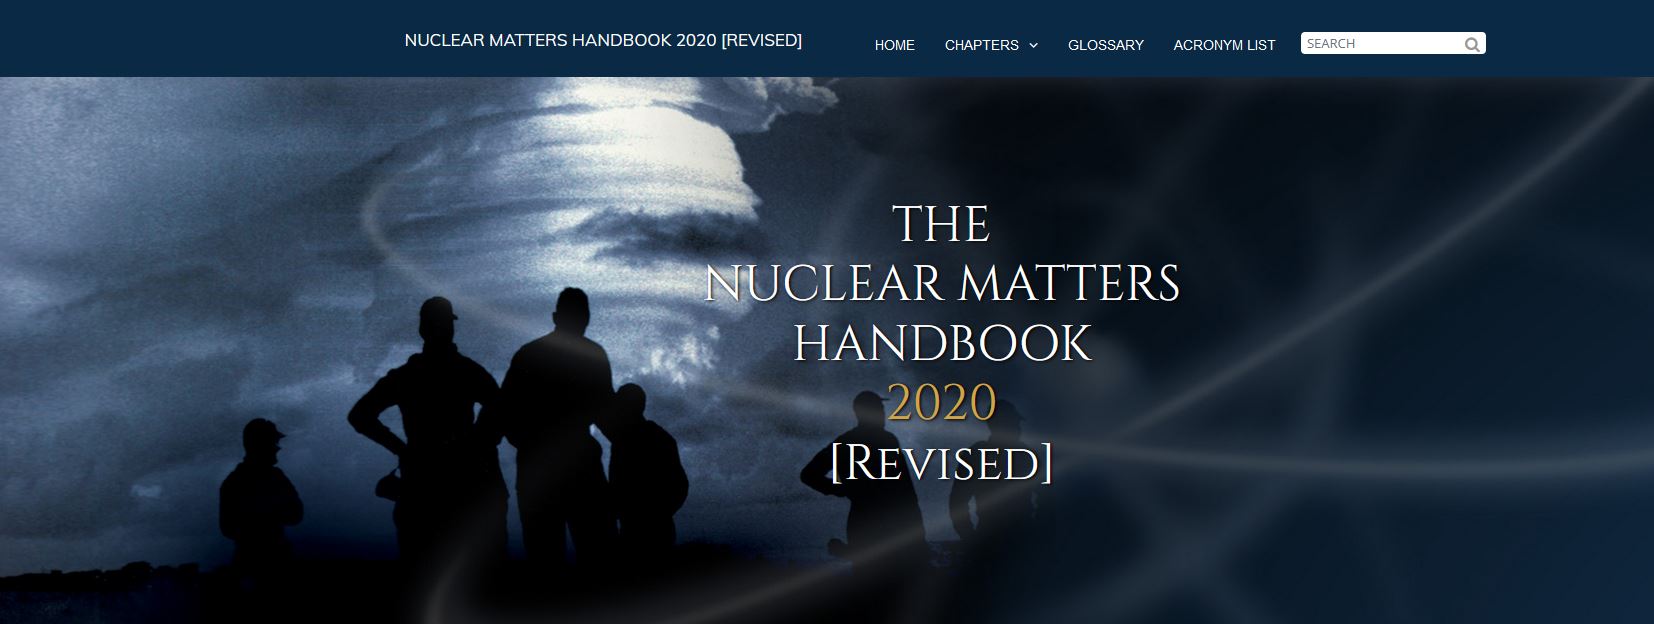 NUCLEAR MATTERS HANDBOOK 2020 [REVISED]
HOME
CHAPTERS
GLOSSARY
ACRONYM LIST
SEARCH
THE
NUCLEAR MATTERS
HANDBOOK
2020
[REVISED]